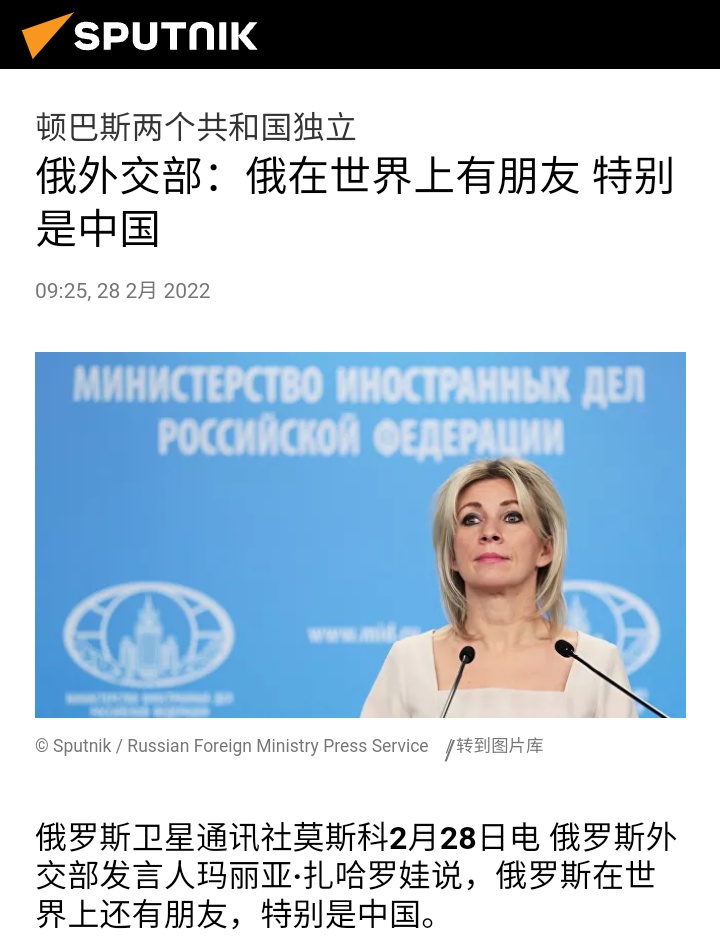 SPUTNIK
顿巴斯两个共和国独立
俄外交部：俄在世界上有朋友 特别
是中国
09:25, 28 2月 2022
МИНИСТЕРСТВО ИНОСТРАННЫХ ДЕЛ
РОССИЙСКОЙ ФЕДЕРАЦИИ
www.mid.
МИНИСТЕРСТВО ИНОСТРАННЫХ ДЕЛ
РОССИЙСКОЙ ФЕДЕРАЦИИ
© Sputnik / Russian Foreign Ministry Press Service
/转到图片库
俄罗斯卫星通讯社莫斯科2月28日电 俄罗斯外
交部发言人玛丽亚·扎哈罗娃说，俄罗斯在世
界上还有朋友，特别是中国。